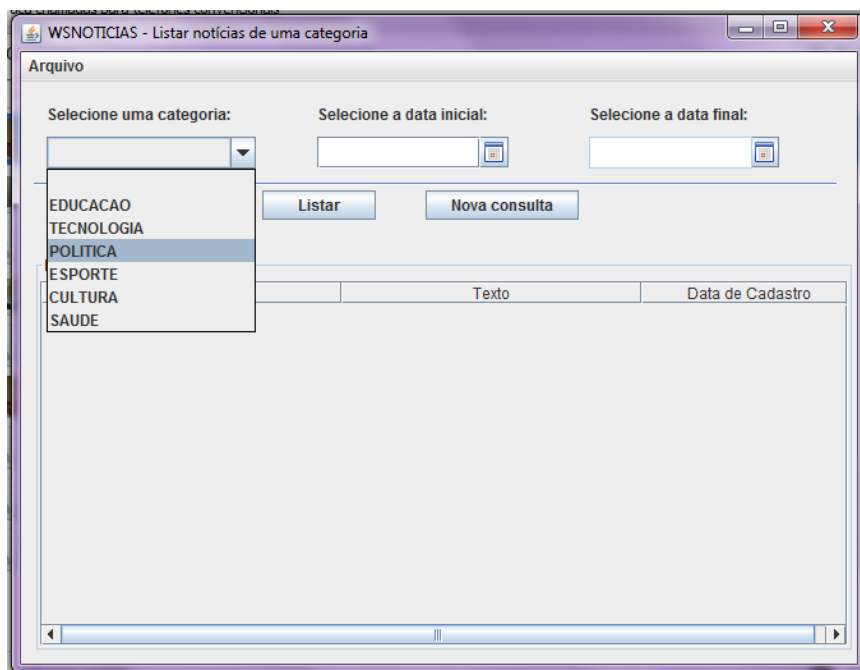 WSNOTICIAS - Listar notícias de uma categoria
Arquivo
Selecione uma categoria: Selecione a data inicial: Selecione a data final:
EDUCACAO
TECNOLOGIA
POLITICA
ESPORTE
CULTURA
SAUDE
Listar Nova consulta
Texto Data de Cadastro